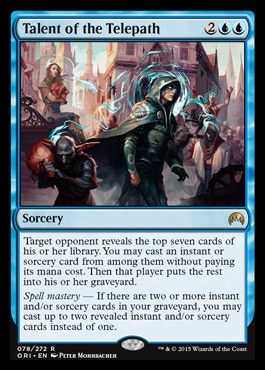 Talent of the Telepath 2
Sorcery
Target opponent reveals the top seven cards
of his or her library. You may cast an instant or
sorcery card from among them without paying
its mana cost. Then that player puts the rest
into his or her graveyard.
Spell mastery — If there are two or more instant
and/or sorcery cards in your graveyard, you may
cast up to two revealed instant and/or sorcery
cards instead of one.
078/272 R
ORI • EN Peter Mohrbacher
™ & © 2015 Wizards of the Coast